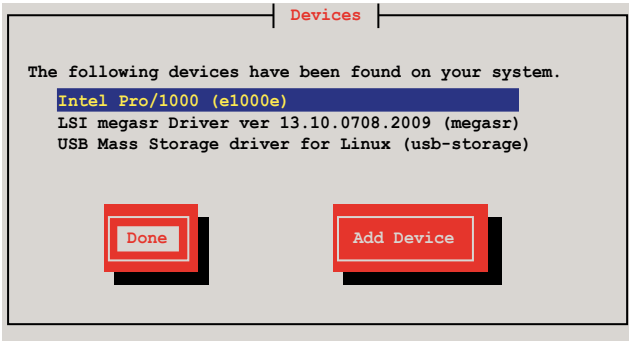 Devices
The following devices have been found on your system.
Intel Pro/1000 (e1000e)
LSI megasr Driver ver 13.10.0708.2009 (megasr)
USB Mass Storage driver for Linux (usb-storage)
Done
Add Device